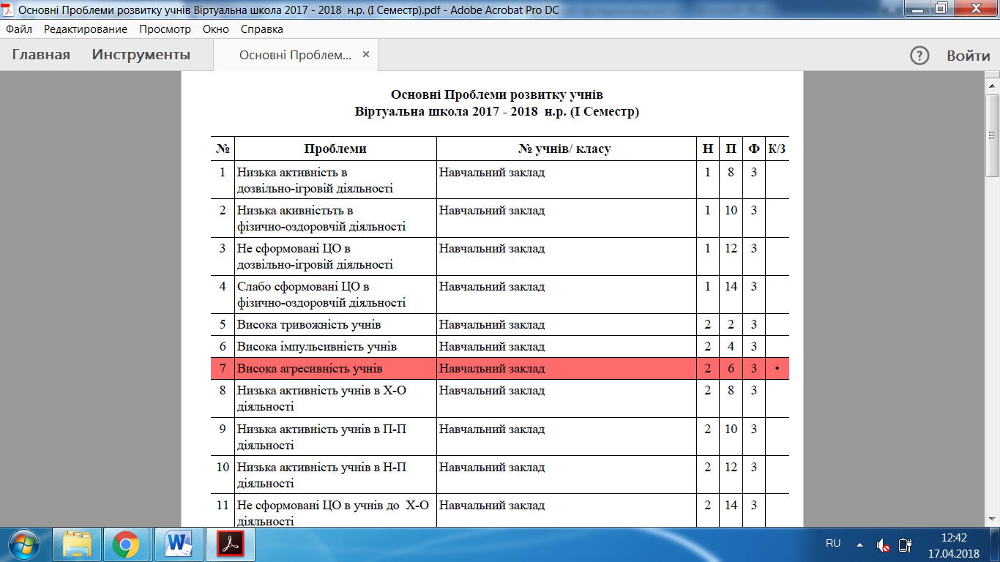 Основні Проблеми розвитку учнів Віртуальна школа 2017 - 2018 н.р. (I Семестр).pdf - Adobe Acrobat Pro DC
Файл Редактирование Просмотр Окно Справка
Главная Инструменты Основні Проблем... × ? Войти
Основні Проблеми розвитку учнів
Віртуальна школа 2017 - 2018 н.р. (I Семестр)
№ Проблеми № учнів/ класу Н П Ф К/З
1 Низька активність в Навчальний заклад 1 8 3
дозвільно-ігровій діяльності
2 Низька акивністьть в Навчальний заклад 1 10 3
фізично-оздоровчій діяльності
3 Не сформовані ЦО в Навчальний заклад 1 12 3
дозвільно-ігровій діяльності
4 Слабо сформовані ЦО в Навчальний заклад 1 14 3
фізично-оздоровчій діяльності
5 Висока тривожність учнів Навчальний заклад 2 2 3
6 Висока імпульсивність учнів Навчальний заклад 2 4 3
7 Висока агресивність учнів Навчальний заклад 2 6 3 •
8 Низька активність учнів в Х-О Навчальний заклад 2 8 3
діяльності
9 Низька активність учнів в П-П Навчальний заклад 2 10 3
діяльності
10 Низька активність учнів в Н-П Навчальний заклад 2 12 3
діяльності
11 Не сформовані ЦО в учнів до Х-О Навчальний заклад 2 14 3
діяльності
RU 12:42
17.04.2018